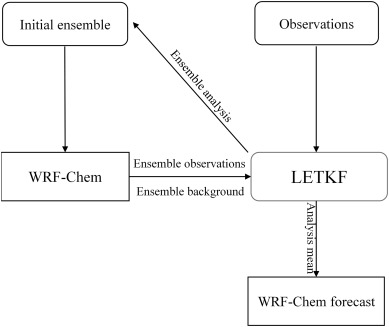 Initial ensemble
Observations
Ensemble analysis
Ensemble observations
WRF-Chem
Ensemble background
LETKF
Analysis mean
WRF-Chem forecast